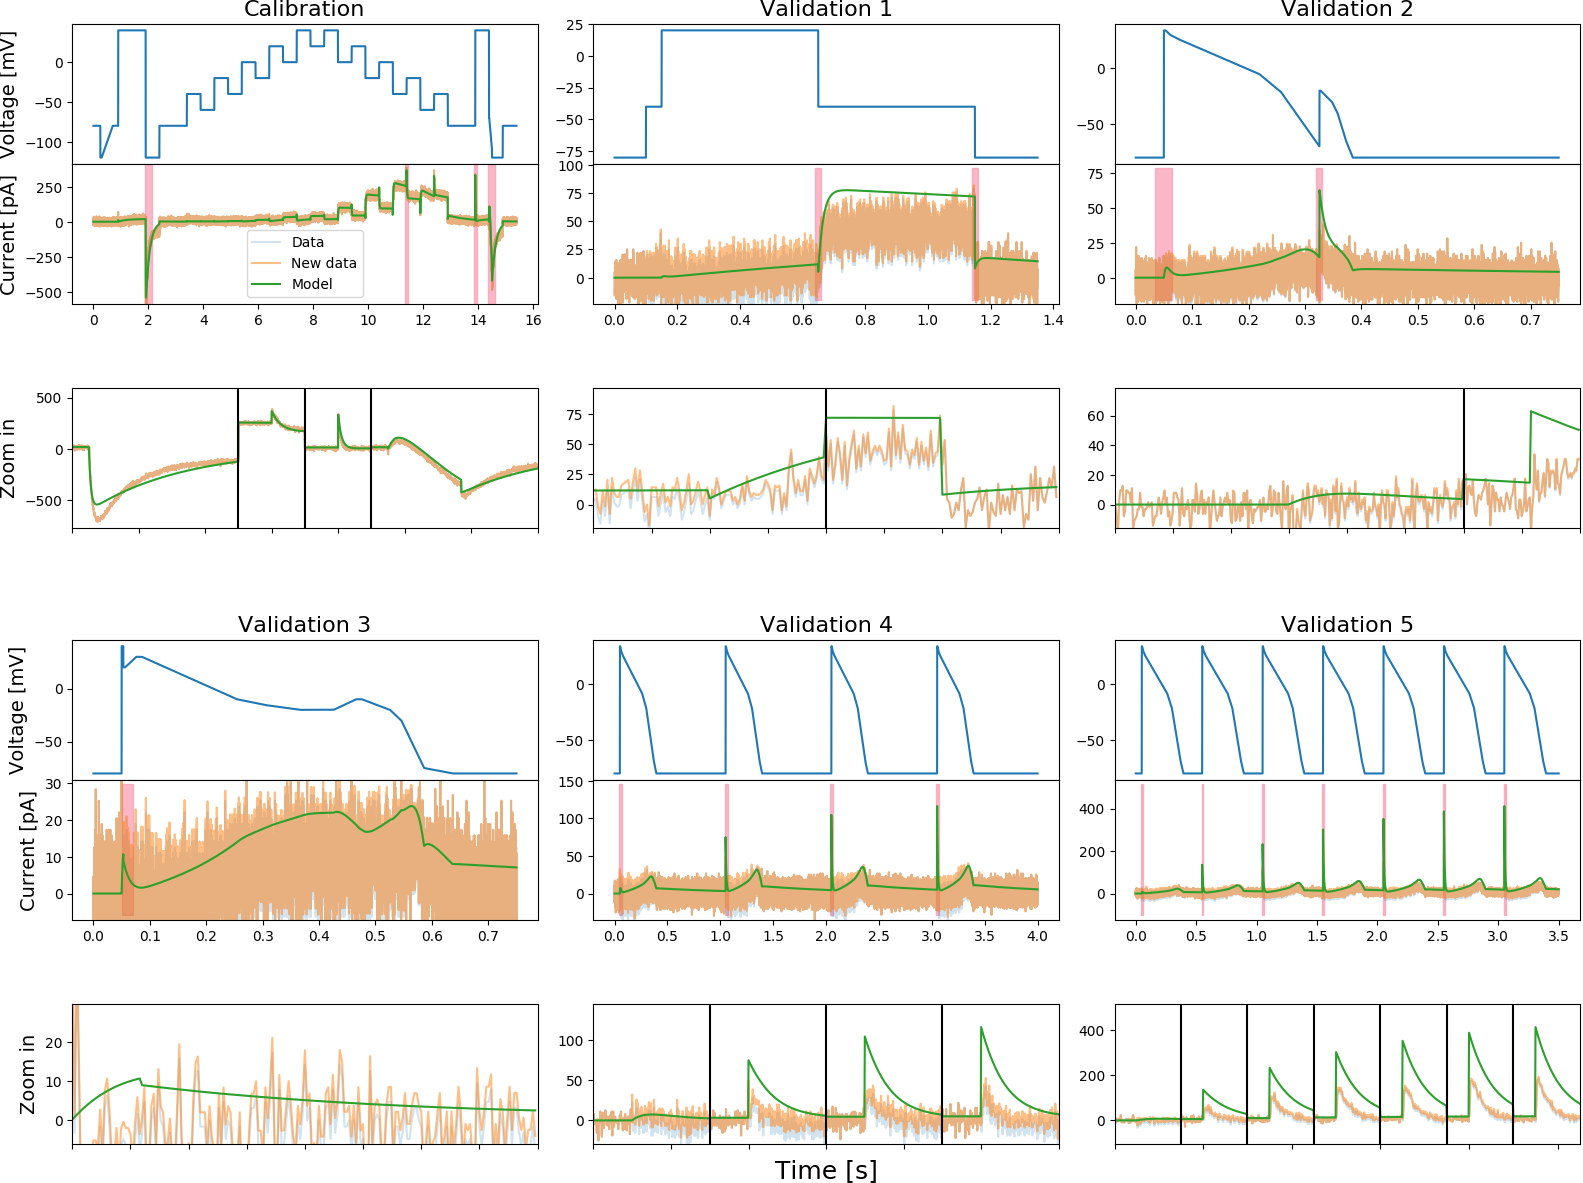 Calibration
Validation 1
Validation 2
Voltage [mV]
0
−50
−100
25
0
−25
−50
−75
0
−50
Current [pA]
250
0
−250
−500
Data
New data
Model
100
75
50
25
0
75
50
25
0
0 2 4 6 8 10 12 14 16
0.0 0.2 0.4 0.6 0.8 1.0 1.2 1.4
0.0 0.1 0.2 0.3 0.4 0.5 0.6 0.7
Zoom in
500
0
−500
75
50
25
0
60
40
20
0
Validation 3
Validation 4
Validation 5
Voltage [mV]
0
−50
0
−50
0
−50
Current [pA]
30
20
10
0
150
100
50
0
400
200
0
0.0 0.1 0.2 0.3 0.4 0.5 0.6 0.7
0.0 0.5 1.0 1.5 2.0 2.5 3.0 3.5 4.0
0.0 0.5 1.0 1.5 2.0 2.5 3.0 3.5
Zoom in
20
10
0
100
50
0
400
200
0
Time [s]